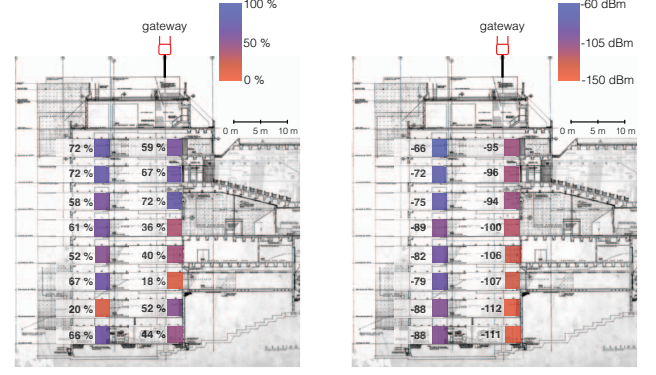 100 %
50 %
0 %
gateway
0 m 5 m 10 m
72 % 59 %
72 % 67 %
58 % 72 %
61 % 36 %
52 % 40 %
67 % 18 %
20 % 52 %
66 % 44 %
-60 dBm
-105 dBm
-150 dBm
gateway
0 m 5 m 10 m
-66 -95
-72 -96
-75 -94
-89 -100
-82 -106
-79 -107
-88 -112
-88 -111